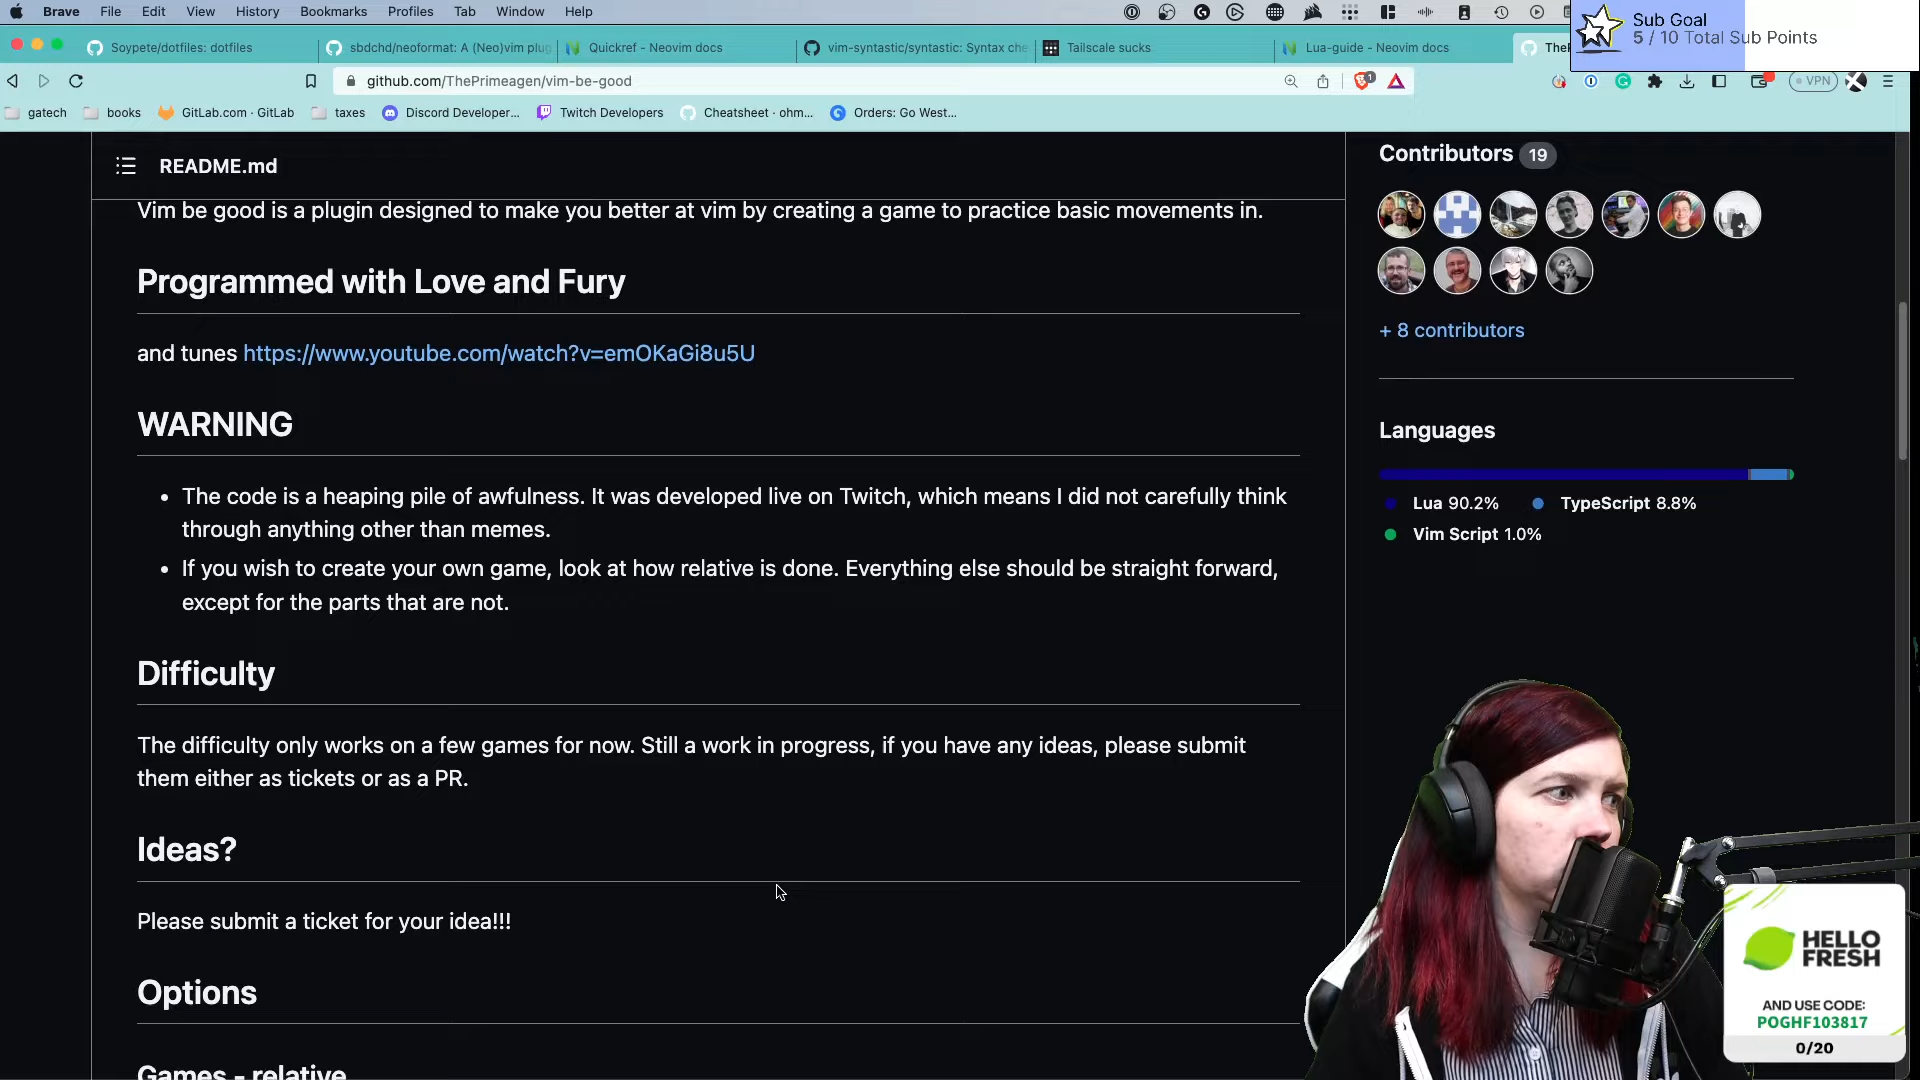 Brave File Edit View History Bookmarks Profiles Tab Window Help
Sub Goal
5 / 10 Total Sub Points
Soypete/dotfiles: dotfiles
sbdchd/neoformat: A (Neo)vim plug
Quickref - Neovim docs
vim-syntastic/syntastic: Syntax che
Tailscale sucks
Lua-guide - Neovim docs
github.com/ThePrimeagen/vim-be-good
1
VPN
gatech books GitLab.com · GitLab taxes Discord Developer... Twitch Developers Cheatsheet · ohm... Orders: Go West...
README.md
Vim be good is a plugin designed to make you better at vim by creating a game to practice basic movements in.
Programmed with Love and Fury
and tunes https://www.youtube.com/watch?v=emOKaGi8u5U
WARNING
The code is a heaping pile of awfulness. It was developed live on Twitch, which means I did not carefully think
through anything other than memes.
If you wish to create your own game, look at how relative is done. Everything else should be straight forward,
except for the parts that are not.
Difficulty
The difficulty only works on a few games for now. Still a work in progress, if you have any ideas, please submit
them either as tickets or as a PR.
Ideas?
Please submit a ticket for your idea!!!
Options
Games - relative
Contributors 19
+ 8 contributors
Languages
Lua 90.2% TypeScript 8.8%
Vim Script 1.0%
HELLO
FRESH
AND USE CODE:
POGHF103817
0/20